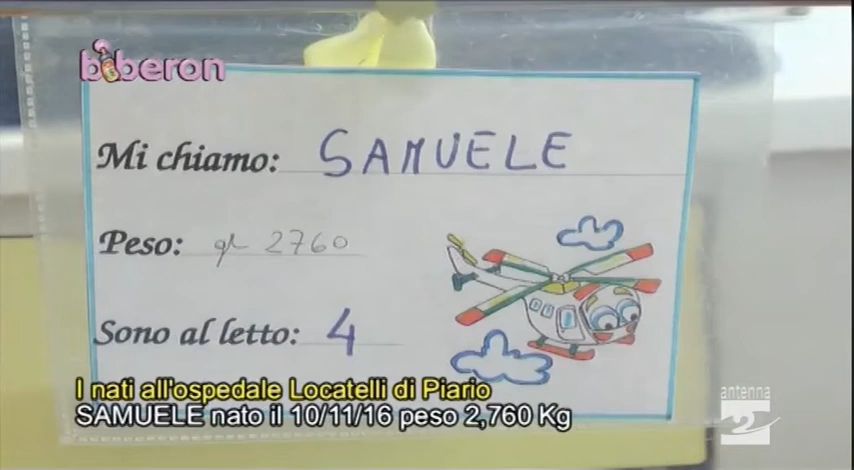 biberon
Mi chiamo: SAMUELE
Peso: gr 2760
Sono al letto: 4
I nati all'ospedale Locatelli di Piario
SAMUELE nato il 10/11/16 peso 2,760 Kg
antenna
2